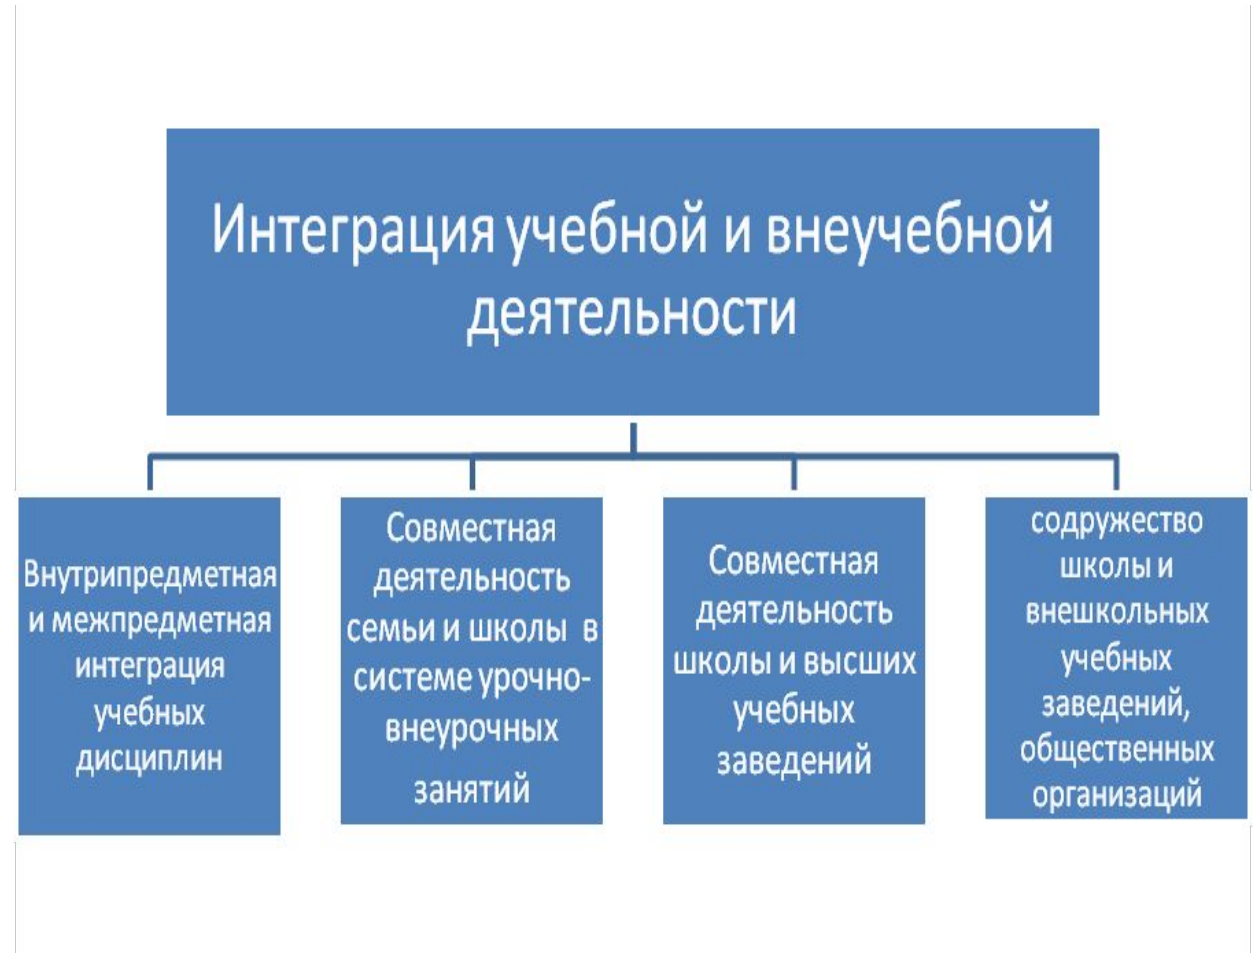 Интеграция учебной и внеучебной
деятельности
Внутрипредметная
и межпредметная
интеграция
учебных
дисциплин
Совместная
деятельность
семьи и школы в
системе урочно-
внеурочных
занятий
Совместная
деятельность
школы и высших
учебных
заведений
содружество
школы и
внешкольных
учебных
заведений,
общественных
организаций